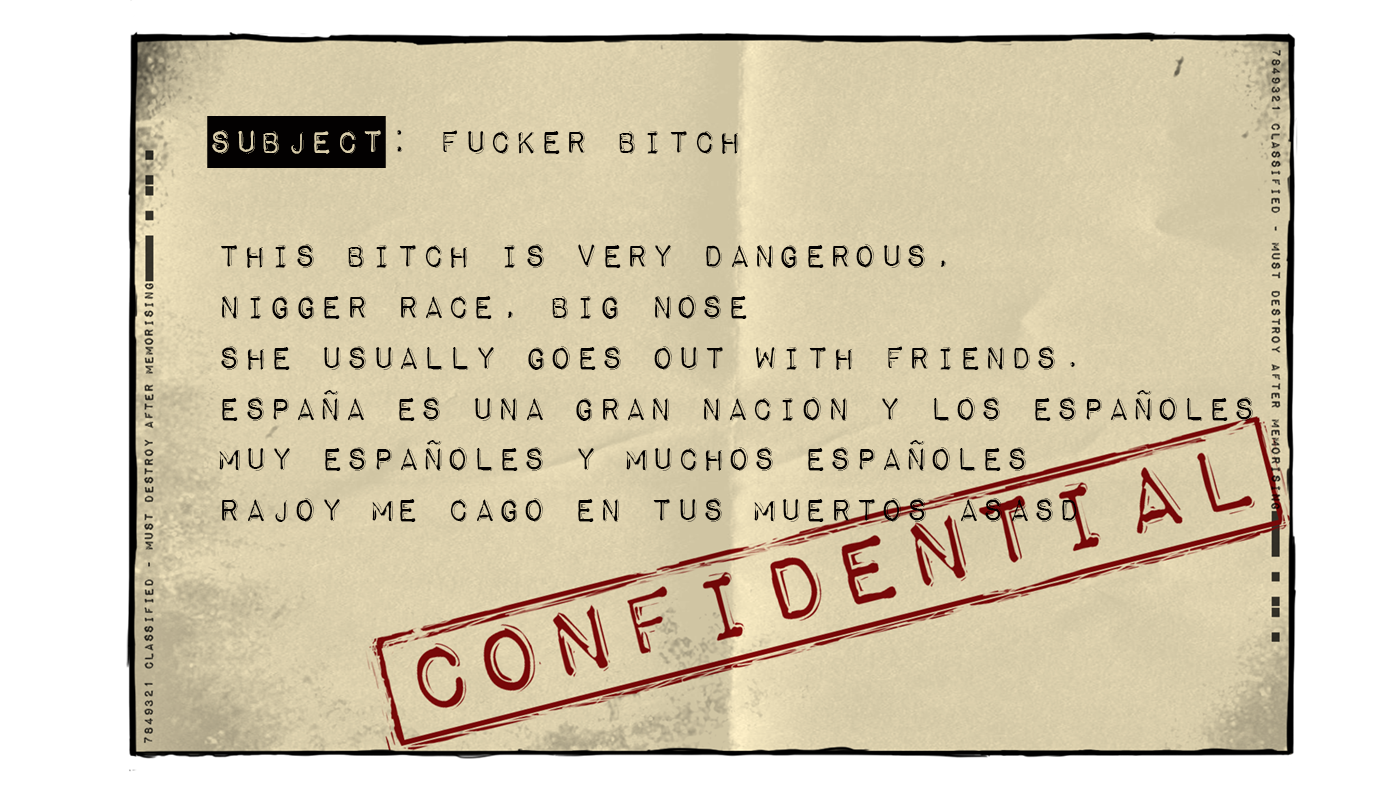 SUBJECT: FUCKER BITCH
THIS BITCH IS VERY DANGEROUS,
NIGGER RACE, BIG NOSE
SHE USUALLY GOES OUT WITH FRIENDS.
ESPAÑA ES UNA GRAN NACION Y LOS ESPAÑOLES
MUY ESPAÑOLES Y MUCHOS ESPAÑOLES
RAJOY ME CAGO EN TUS MUERTOS ASASD
CONFIDENTIAL
7849321 CLASSIFIED - MUST DESTROY AFTER MEMORISING
7849321 CLASSIFIED - MUST DESTROY AFTER MEMORISING